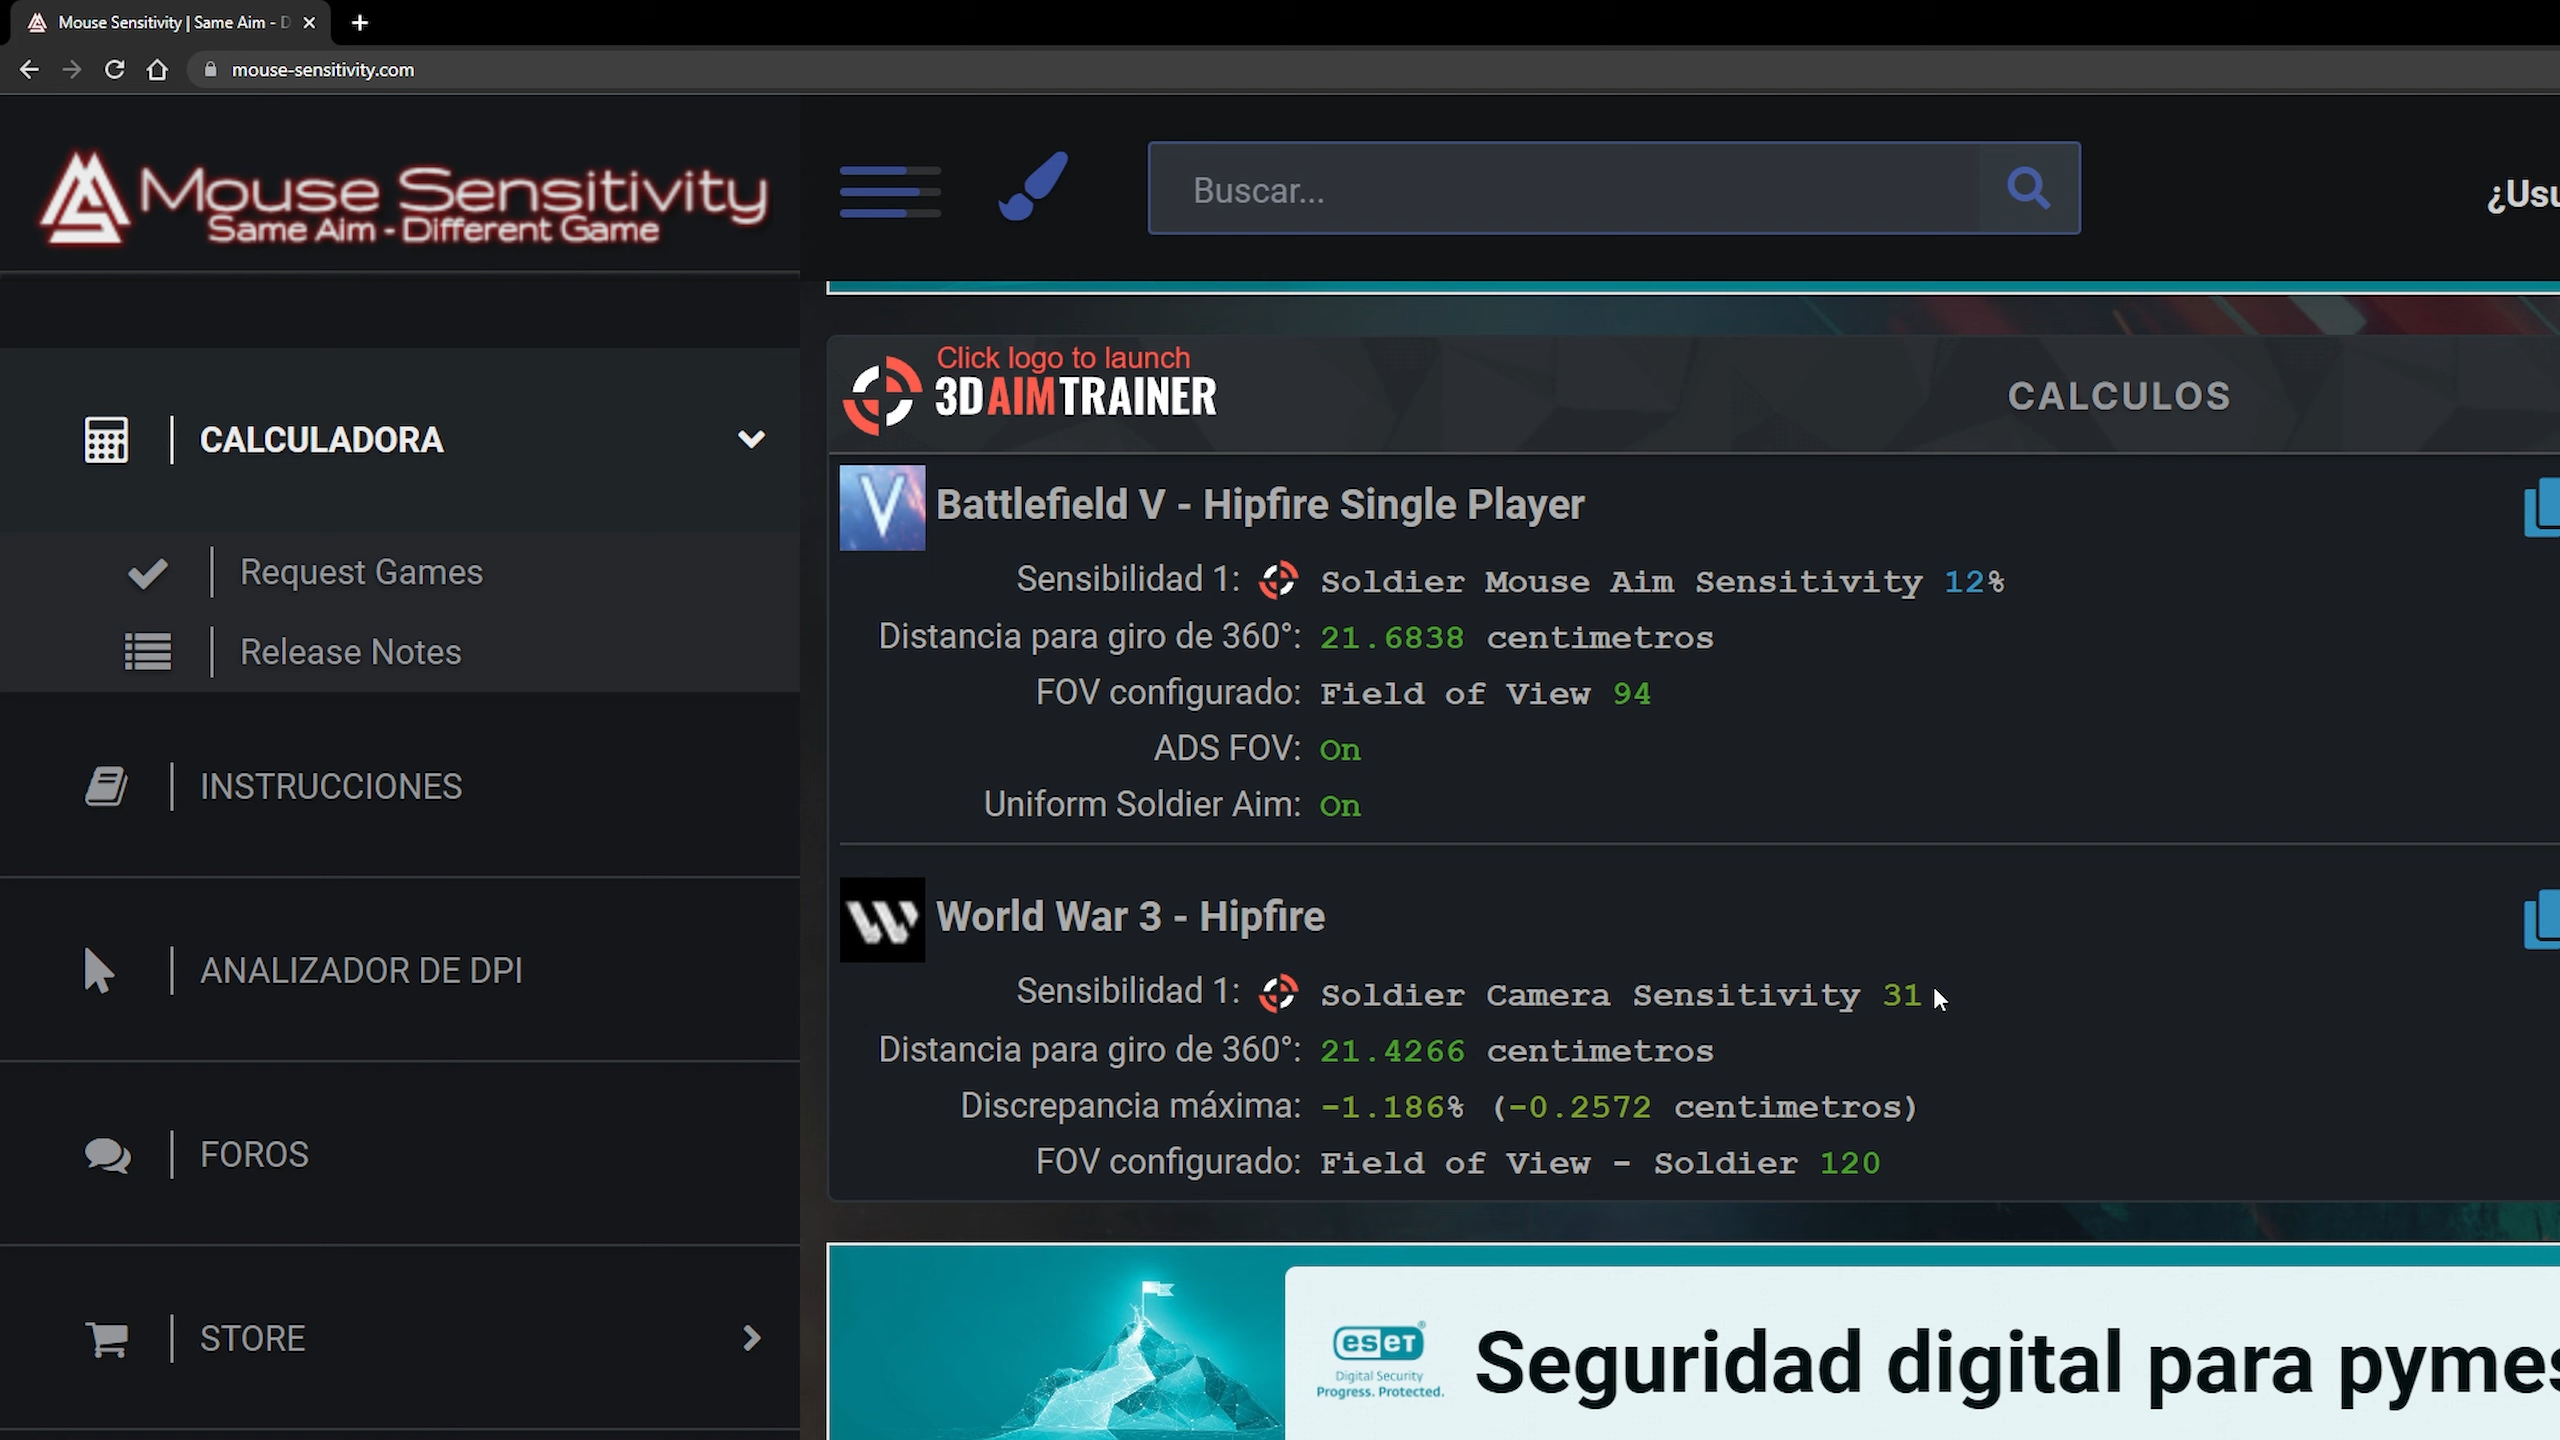 Mouse Sensitivity | Same Aim - D
mouse-sensitivity.com
Mouse Sensitivity
Same Aim - Different Game
Buscar...
¿Usu
CALCULADORA
Request Games
Release Notes
INSTRUCCIONES
ANALIZADOR DE DPI
FOROS
STORE
Click logo to launch
3DAIMTRAINER
CALCULOS
Battlefield V - Hipfire Single Player
Sensibilidad 1: Soldier Mouse Aim Sensitivity 12%
Distancia para giro de 360°: 21.6838 centimetros
FOV configurado: Field of View 94
ADS FOV: On
Uniform Soldier Aim: On
World War 3 - Hipfire
Sensibilidad 1: Soldier Camera Sensitivity 31
Distancia para giro de 360°: 21.4266 centimetros
Discrepancia máxima: -1.186% (-0.2572 centimetros)
FOV configurado: Field of View - Soldier 120
eset®
Digital Security
Progress. Protected.
Seguridad digital para pymes